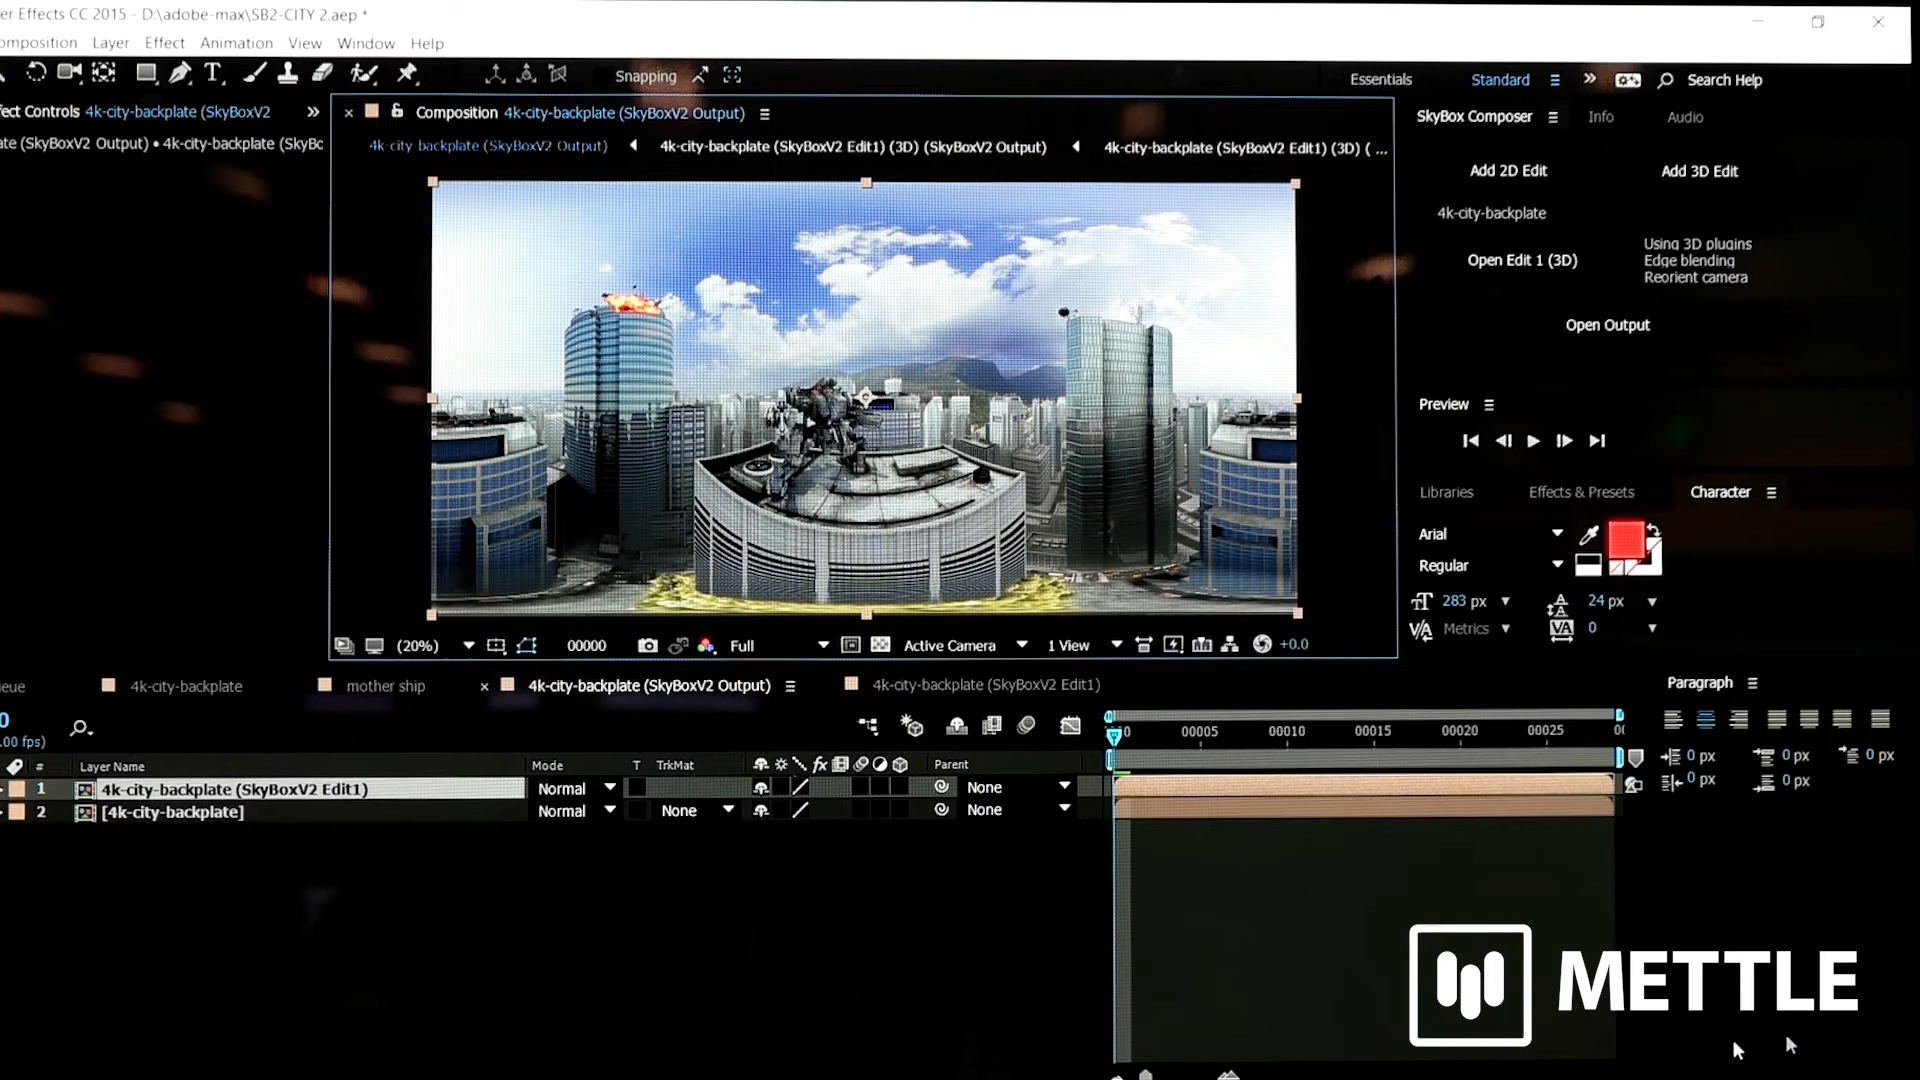 er Effects CC 2015 - D:\adobe-max\SB2-CITY 2.aep *
omposition Layer Effect Animation View Window Help
Snapping
Essentials Standard Search Help
fect Controls 4k-city-backplate (SkyBoxV2
Composition 4k-city-backplate (SkyBoxV2 Output)
SkyBox Composer Info Audio
ate (SkyBoxV2 Output) • 4k-city-backplate (SkyBo
4k-city-backplate (SkyBoxV2 Output) 4k-city-backplate (SkyBoxV2 Edit1) (3D) (SkyBoxV2 Output) 4k-city-backplate (SkyBoxV2 Edit1) (3D) ( ...
Add 2D Edit Add 3D Edit
4k-city-backplate
Open Edit 1 (3D)
Using 3D plugins
Edge blending
Reorient camera
Open Output
Preview
Libraries Effects & Presets Character
Arial
Regular
283 px 24 px
Metrics 0
(20%) 00000 Full Active Camera 1 View +0.0
eue 4k-city-backplate mother ship 4k-city-backplate (SkyBoxV2 Output) 4k-city-backplate (SkyBoxV2 Edit1)
Paragraph
0
.00 fps)
0 00005 00010 00015 00020 00025 00
0 px 0 px 0 px
0 px 0 px
# Layer Name Mode T TrkMat fx Parent
1 4k-city-backplate (SkyBoxV2 Edit1) Normal None
2 [4k-city-backplate] Normal None None
METTLE